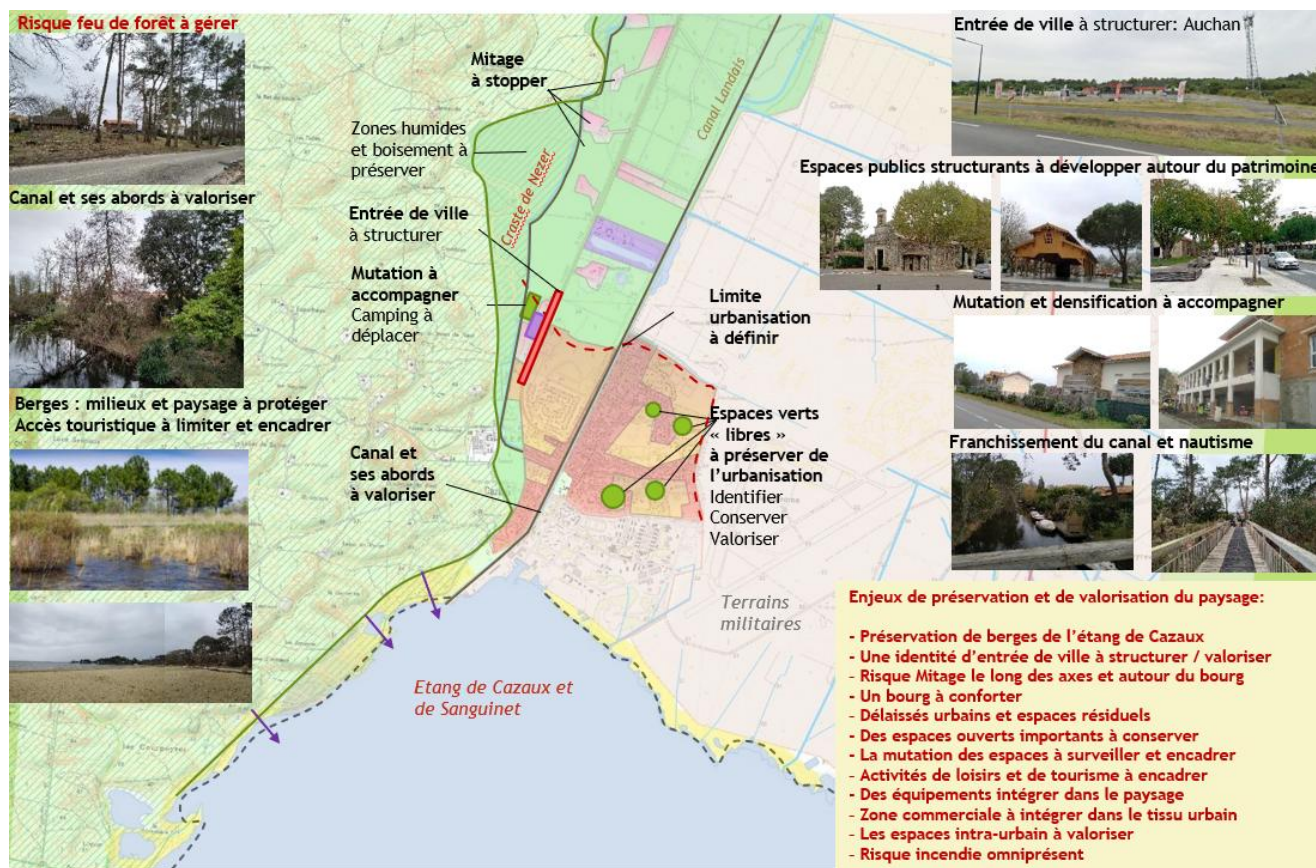 Risque feu de forêt à gérer
Canal et ses abords à valoriser
Berges : milieux et paysage à protéger
Accès touristique à limiter et encadrer
Mitage
à stopper
Zones humides
et boisement à
préserver
Craste de Nezer
Canal Landais
Entrée de ville
à structurer
Mutation à
accompagner
Camping à
déplacer
Canal et
ses abords
à valoriser
Limite
urbanisation
à définir
Espaces verts
« libres »
à préserver de
l’urbanisation
Identifier
Conserver
Valoriser
Terrains
militaires
Etang de Cazaux et
de Sanguinet
Entrée de ville à structurer: Auchan
Espaces publics structurants à développer autour du patrimoine
Mutation et densification à accompagner
Franchissement du canal et nautisme
Enjeux de préservation et de valorisation du paysage:
- Préservation de berges de l’étang de Cazaux
- Une identité d’entrée de ville à structurer / valoriser
- Risque Mitage le long des axes et autour du bourg
- Un bourg à conforter
- Délaissés urbains et espaces résiduels
- Des espaces ouverts importants à conserver
- La mutation des espaces à surveiller et encadrer
- Activités de loisirs et de tourisme à encadrer
- Des équipements intégrer dans le paysage
- Zone commerciale à intégrer dans le tissu urbain
- Les espaces intra-urbain à valoriser
- Risque incendie omniprésent